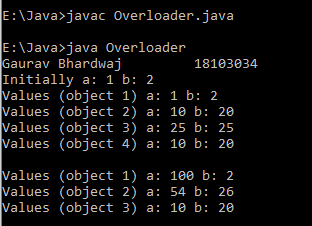 E:\Java>javac Overloader.java
E:\Java>java Overloader
Gaurav Bhardwaj 18103034
Initially a: 1 b: 2
Values (object 1) a: 1 b: 2
Values (object 2) a: 10 b: 20
Values (object 3) a: 25 b: 25
Values (object 4) a: 10 b: 20
Values (object 1) a: 100 b: 2
Values (object 2) a: 54 b: 26
Values (object 3) a: 10 b: 20